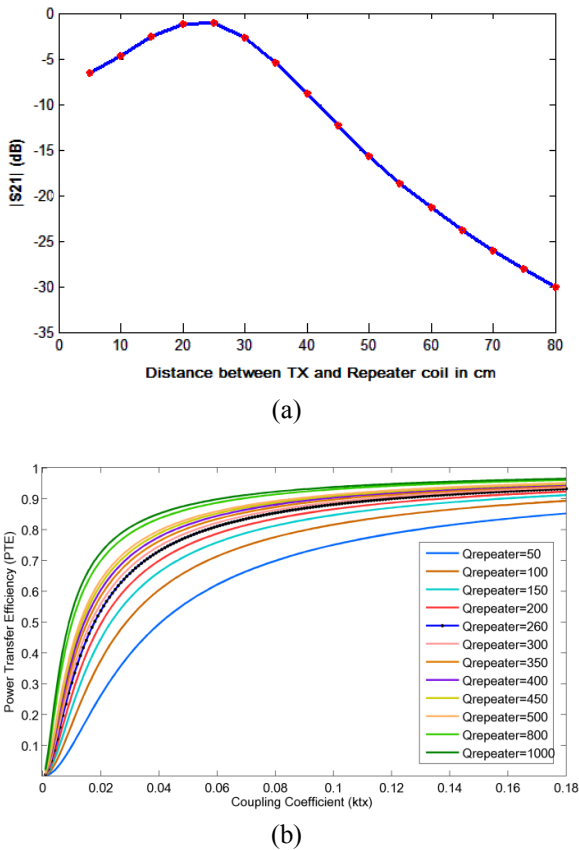 0
-5
-10
-15
-20
-25
-30
-35
|S21| (dB)
0 10 20 30 40 50 60 70 80
Distance between TX and Repeater coil in cm
(a)
1
0.9
0.8
0.7
0.6
0.5
0.4
0.3
0.2
0.1
Power Transfer Efficiency (PTE)
Qrepeater=50
Qrepeater=100
Qrepeater=150
Qrepeater=200
Qrepeater=260
Qrepeater=300
Qrepeater=350
Qrepeater=400
Qrepeater=450
Qrepeater=500
Qrepeater=800
Qrepeater=1000
0 0.02 0.04 0.06 0.08 0.1 0.12 0.14 0.16 0.18
Coupling Coefficient (ktx)
(b)